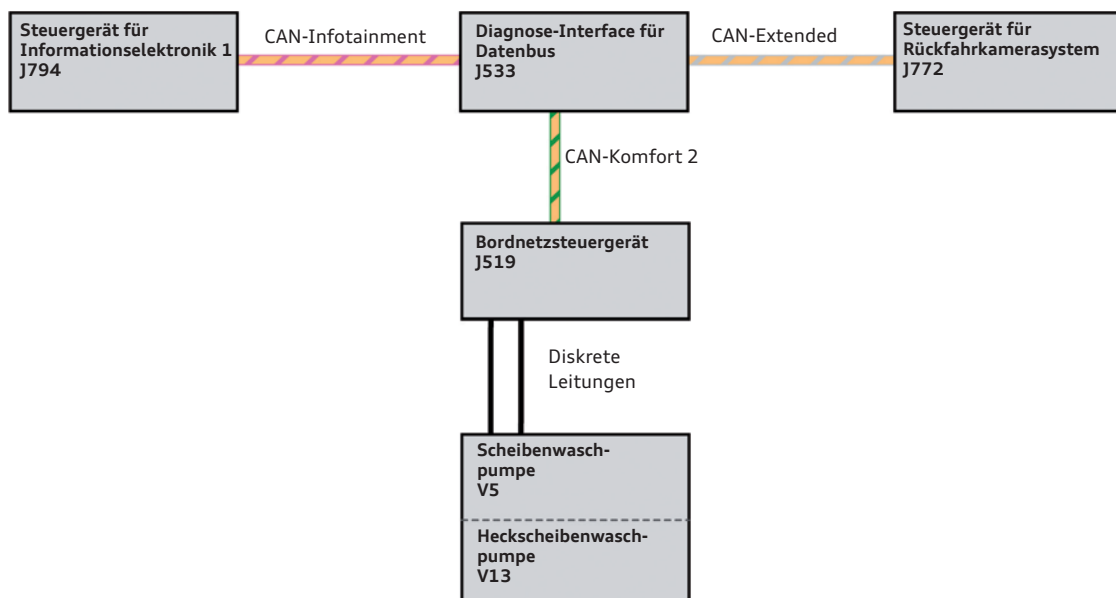 Steuergerät für
Informationselektronik 1
J794
CAN-Infotainment
Diagnose-Interface für
Datenbus
J533
CAN-Extended
Steuergerät für
Rückfahrkamerasystem
J772
CAN-Komfort 2
Bordnetzsteuergerät
J519
Diskrete
Leitungen
Scheibenwasch-
pumpe
V5
Heckscheibenwasch-
pumpe
V13